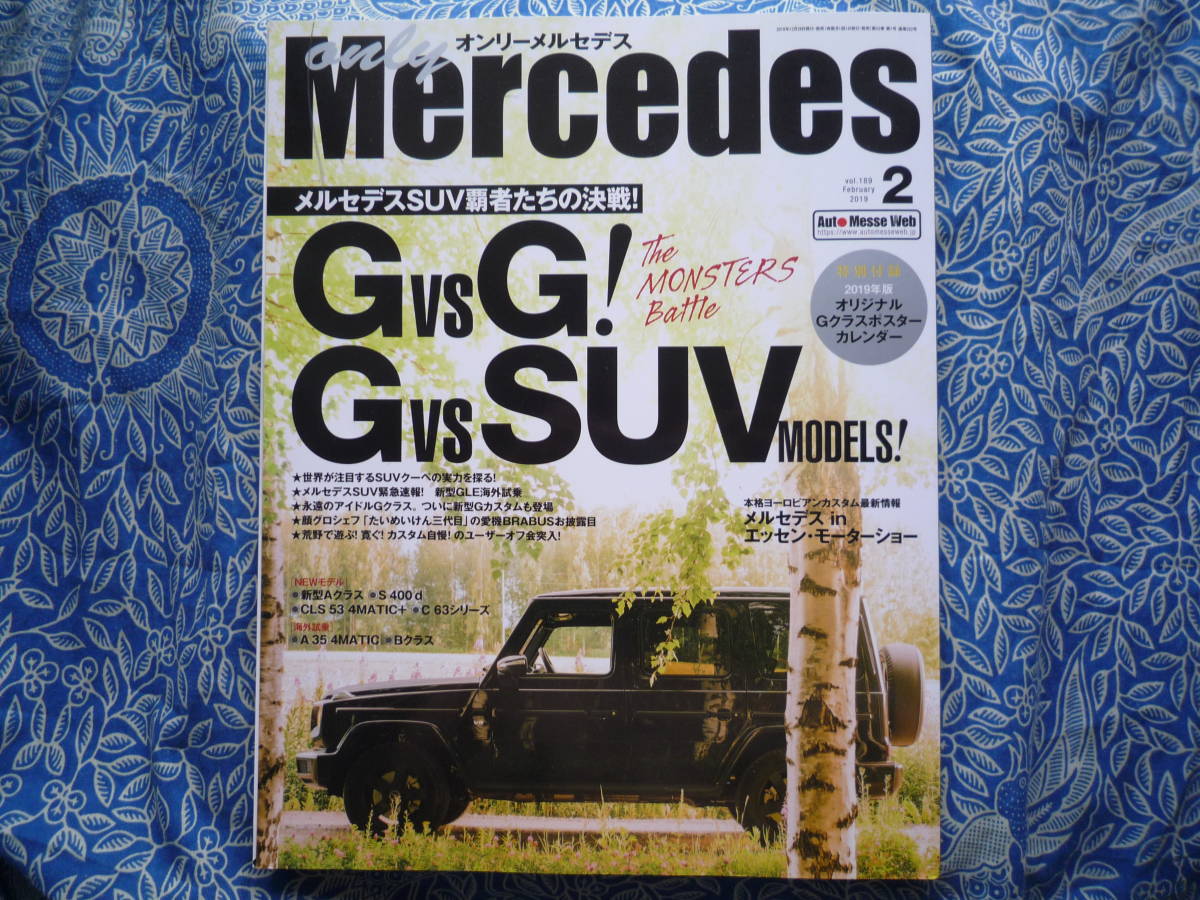 only
オンリーメルセデス
Mercedes
vol.189
February
2019
2
メルセデスSUV覇者たちの決戦!
Aut Messe Web
https://www.automesseweb.jp
GvsG!
The
MONSTERS
Battle
特別付録
2019年版
オリジナル
Gクラスポスター
カレンダー
GvsSUV
MODELS!
★世界が注目するSUVクーペの実力を探る!
★メルセデスSUV緊急速報! 新型GLE海外試乗
★永遠のアイドルGクラス。ついに新型Gカスタムも登場
★顔グロシェフ「たいめいけん三代目」の愛機BRABUSお披露目
★荒野で遊ぶ!寛ぐ!カスタム自慢!のユーザーオフ会突入!
本格ヨーロピアンカスタム最新情報
メルセデス in
エッセン・モーターショー
[NEWモデル]
●新型Aクラス ●S 400 d
●CLS 53 4MATIC+ ●C 63シリーズ
[海外試乗]
●A 35 4MATIC ●Bクラス